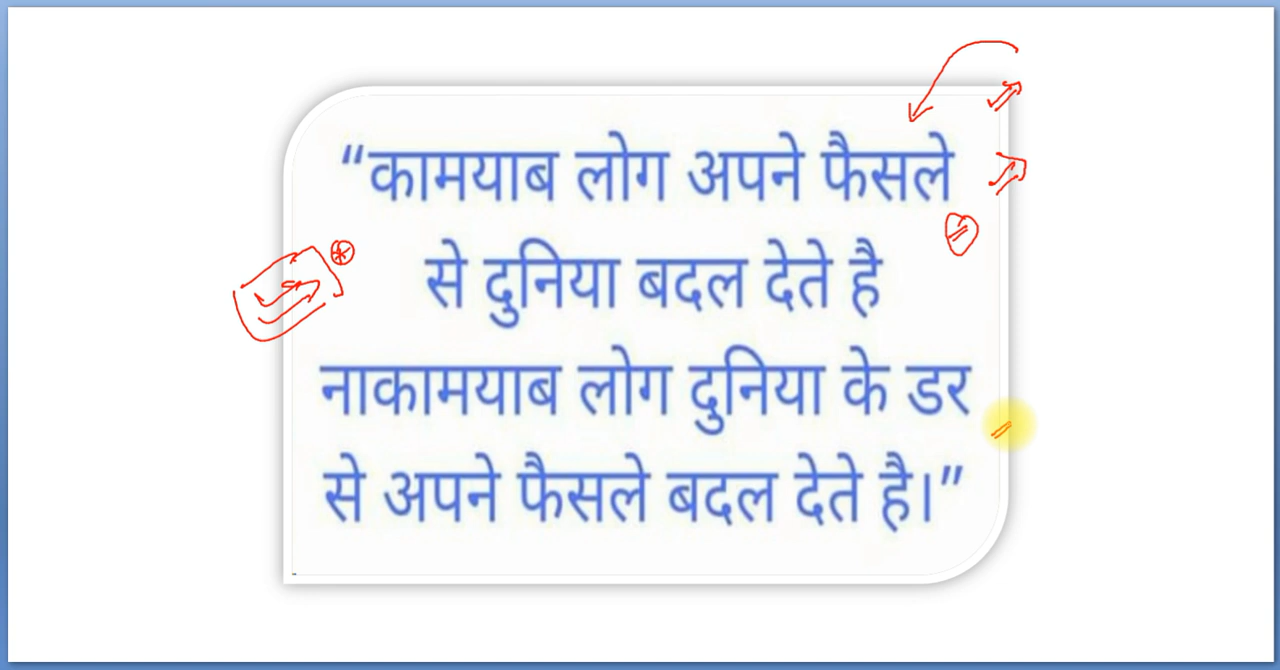 “कामयाब लोग अपने फैसले
से दुनिया बदल देते है
नाकामयाब लोग दुनिया के डर
से अपने फैसले बदल देते है।”